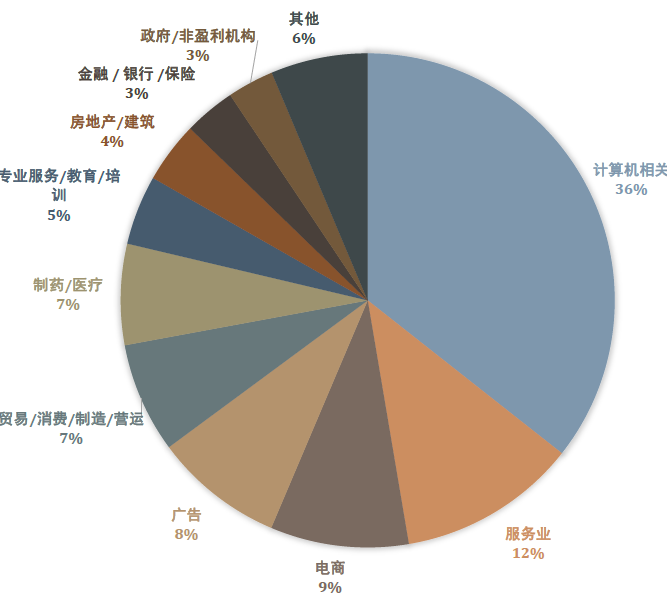 其他
6%
政府/非盈利机构
3%
金融 / 银行 /保险
3%
房地产/建筑
4%
专业服务/教育/培
训
5%
制药/医疗
7%
贸易/消费/制造/营运
7%
广告
8%
电商
9%
服务业
12%
计算机相关
36%